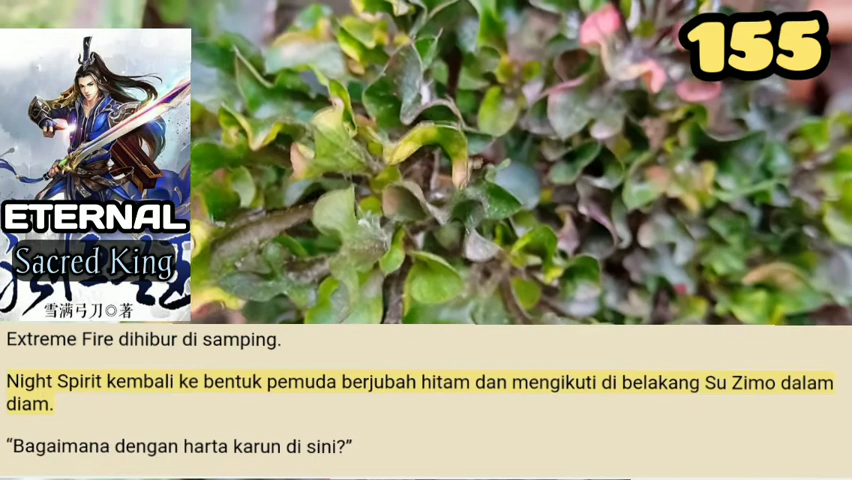 155
ETERNAL
Sacred King
雪满弓刀◎著
Extreme Fire dihibur di samping.
Night Spirit kembali ke bentuk pemuda berjubah hitam dan mengikuti di belakang Su Zimo dalam
diam.
“Bagaimana dengan harta karun di sini?”